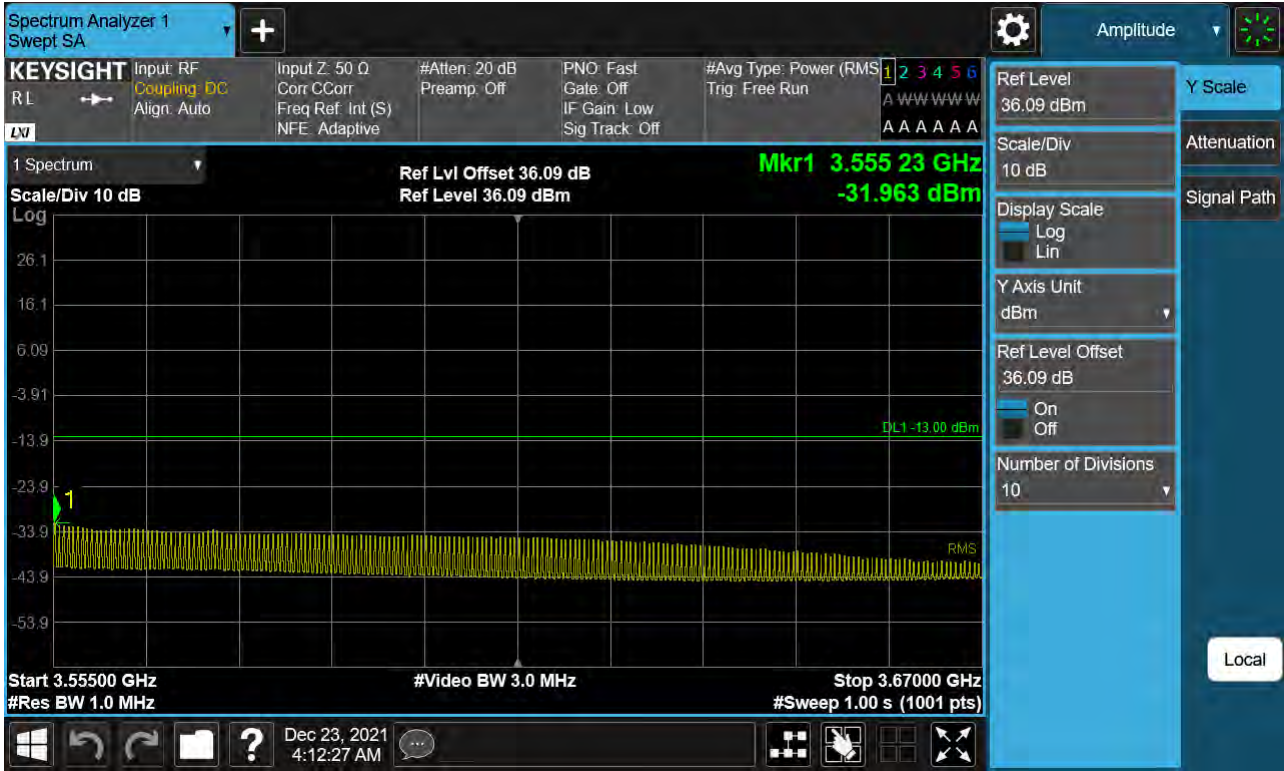 Spectrum Analyzer 1
Swept SA
Amplitude
KEYSIGHT
RL
LXI
Input: RF
Coupling: DC
Align: Auto
Input Z: 50 Ω
Corr CCorr
Freq Ref: Int (S)
NFE: Adaptive
#Atten: 20 dB
Preamp: Off
PNO: Fast
Gate: Off
IF Gain: Low
Sig Track: Off
#Avg Type: Power (RMS
Trig: Free Run
1 2 3 4 5 6
A W W W W W
A A A A A A
1 Spectrum
Scale/Div 10 dB
Log
Ref Lvl Offset 36.09 dB
Ref Level 36.09 dBm
Mkr1 3.555 23 GHz
-31.963 dBm
26.1
16.1
6.09
-3.91
DL1 -13.00 dBm
-13.9
-23.9
1
-33.9
RMS
-43.9
-53.9
Start 3.55500 GHz
#Res BW 1.0 MHz
#Video BW 3.0 MHz
Stop 3.67000 GHz
#Sweep 1.00 s (1001 pts)
Ref Level
36.09 dBm
Scale/Div
10 dB
Display Scale
Log
Lin
Y Axis Unit
dBm
Ref Level Offset
36.09 dB
On
Off
Number of Divisions
10
Y Scale
Attenuation
Signal Path
Local
?
Dec 23, 2021
4:12:27 AM